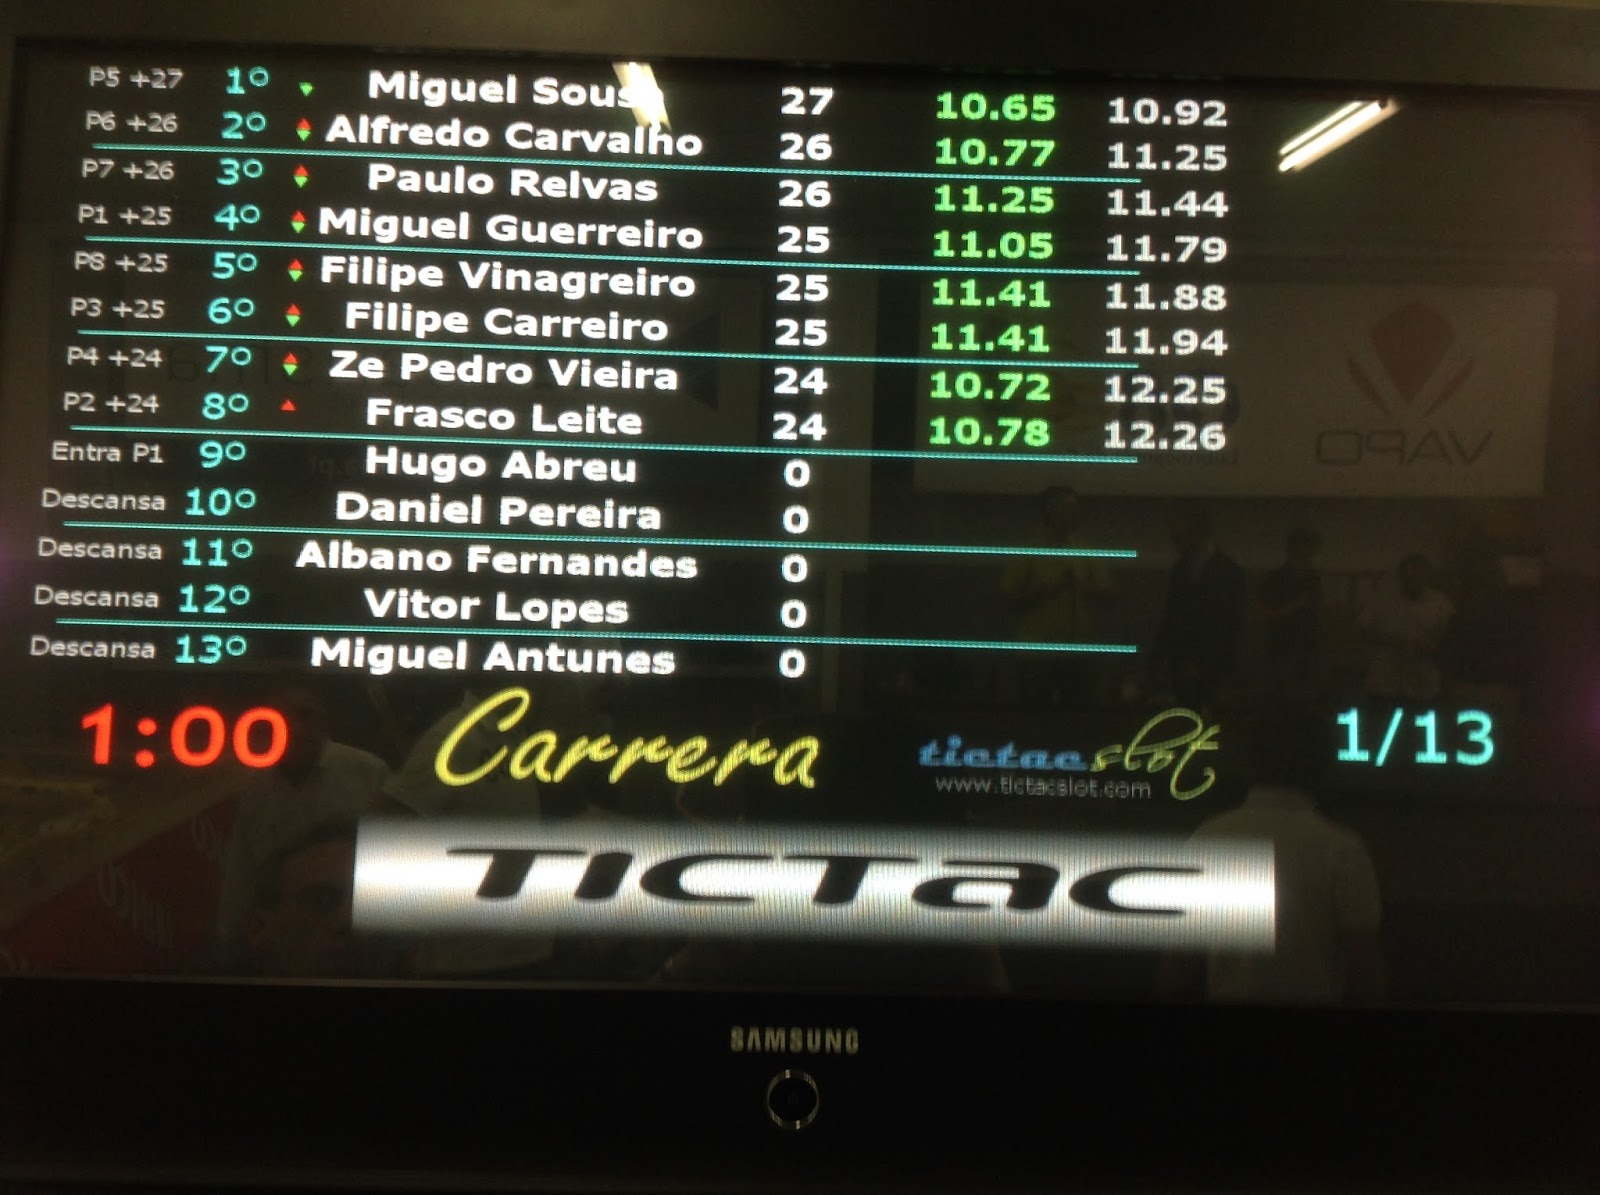 P5 +27 1º Miguel 27 10.65 10.92
P6 +26 2º Alfredo Carvalho 26 10.77 11.25
P7 +26 3º Paulo Relvas 26 11.25 11.44
P1 +25 4º Miguel Guerreiro 25 11.05 11.79
P8 +25 5º Filipe Vinagreiro 25 11.41 11.88
P3 +25 6º Filipe Carreiro 25 11.41 11.94
P4 +24 7º Ze Pedro Vieira 24 10.72 12.25
P2 +24 8º Frasco Leite 24 10.78 12.26
Entra P1 9º Hugo Abreu 0
Descansa 10º Daniel Pereira 0
Descansa 11º Albano Fernandes 0
Descansa 12º Vitor Lopes 0
Descansa 13º Miguel Antunes 0
1:00 Carrera tictacslot 1/13
www.tictacslot.com
TICTAC
SAMSUNG
VAPO